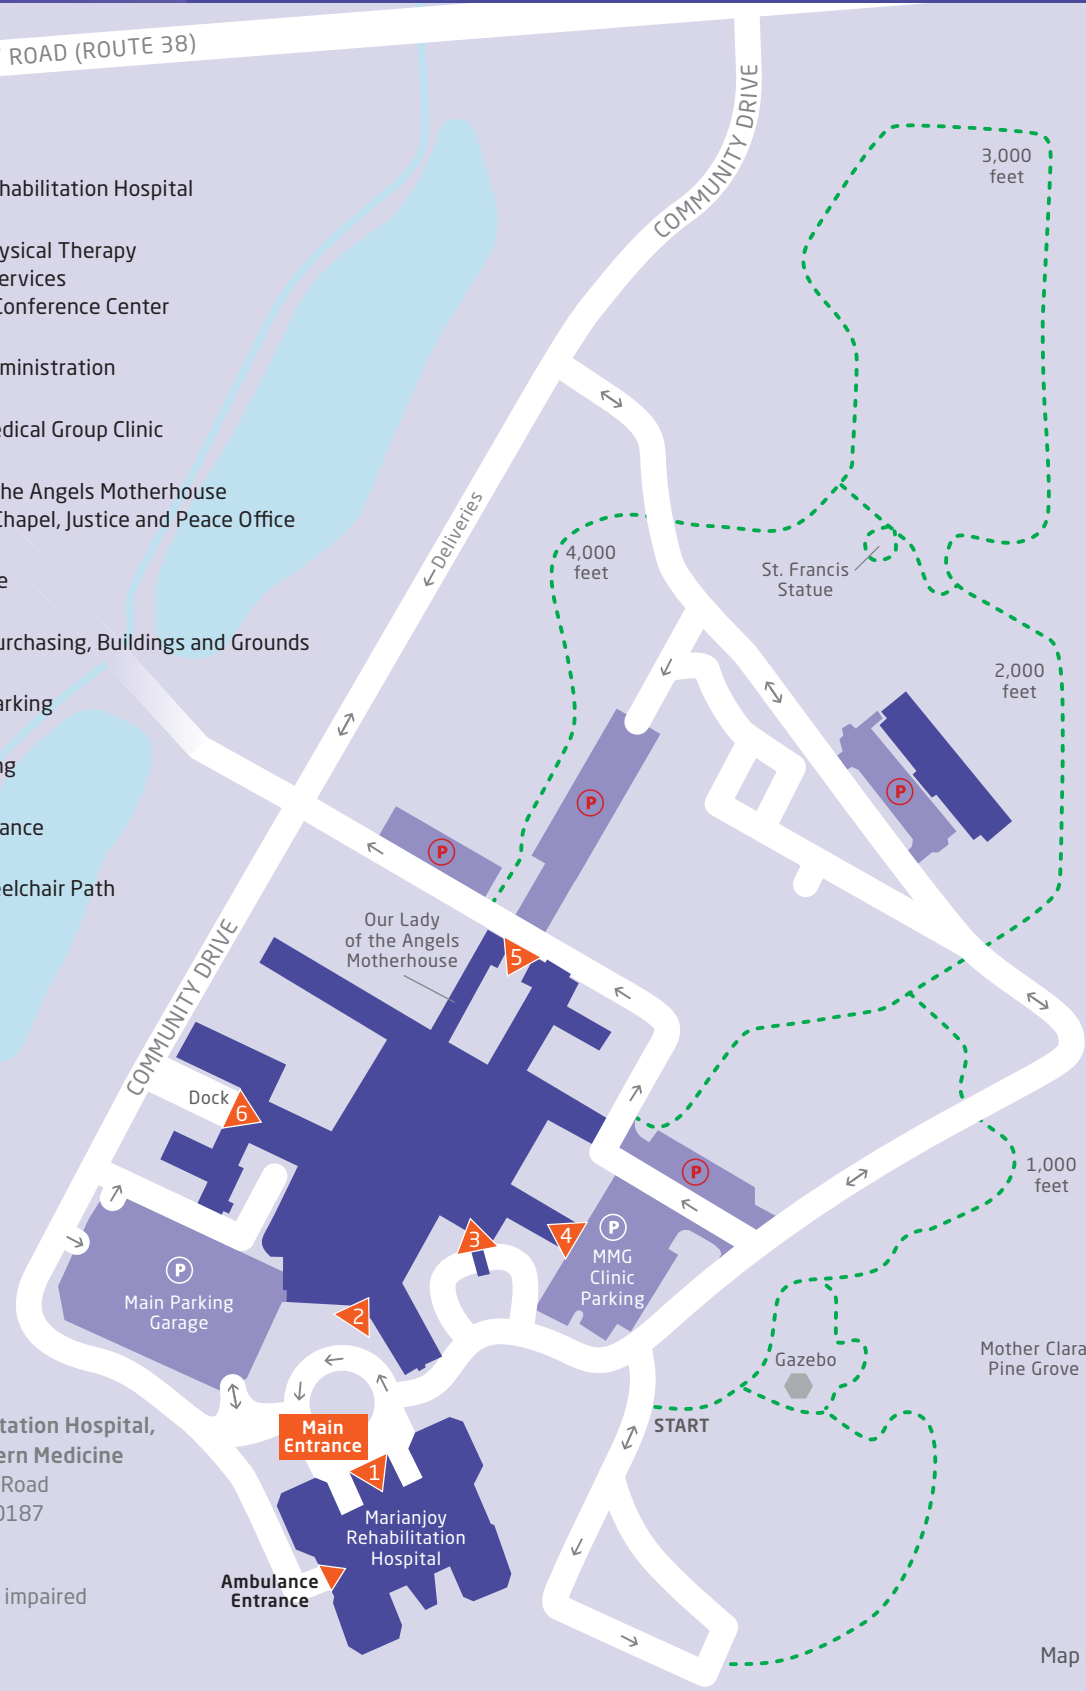 ROAD (ROUTE 38)
COMMUNITY DRIVE
COMMUNITY DRIVE
3,000
feet
habilitation Hospital
ysical Therapy
ervices
Conference Center
ministration
edical Group Clinic
he Angels Motherhouse
Chapel, Justice and Peace Office
e
urchasing, Buildings and Grounds
arking
ng
ance
eelchair Path
Deliveries
4,000
feet
St. Francis
Statue
2,000
feet
P
P
P
Our Lady
of the Angels
Motherhouse
5
COMMUNITY DRIVE
Dock
6
P
1,000
feet
3
4
P
MMG
Clinic
Parking
P
Main Parking
Garage
2
Gazebo
Mother Clara
Pine Grove
START
Main
Entrance
1
Marianjoy
Rehabilitation
Hospital
Ambulance
Entrance
tation Hospital,
ern Medicine
Road
0187
impaired
Map